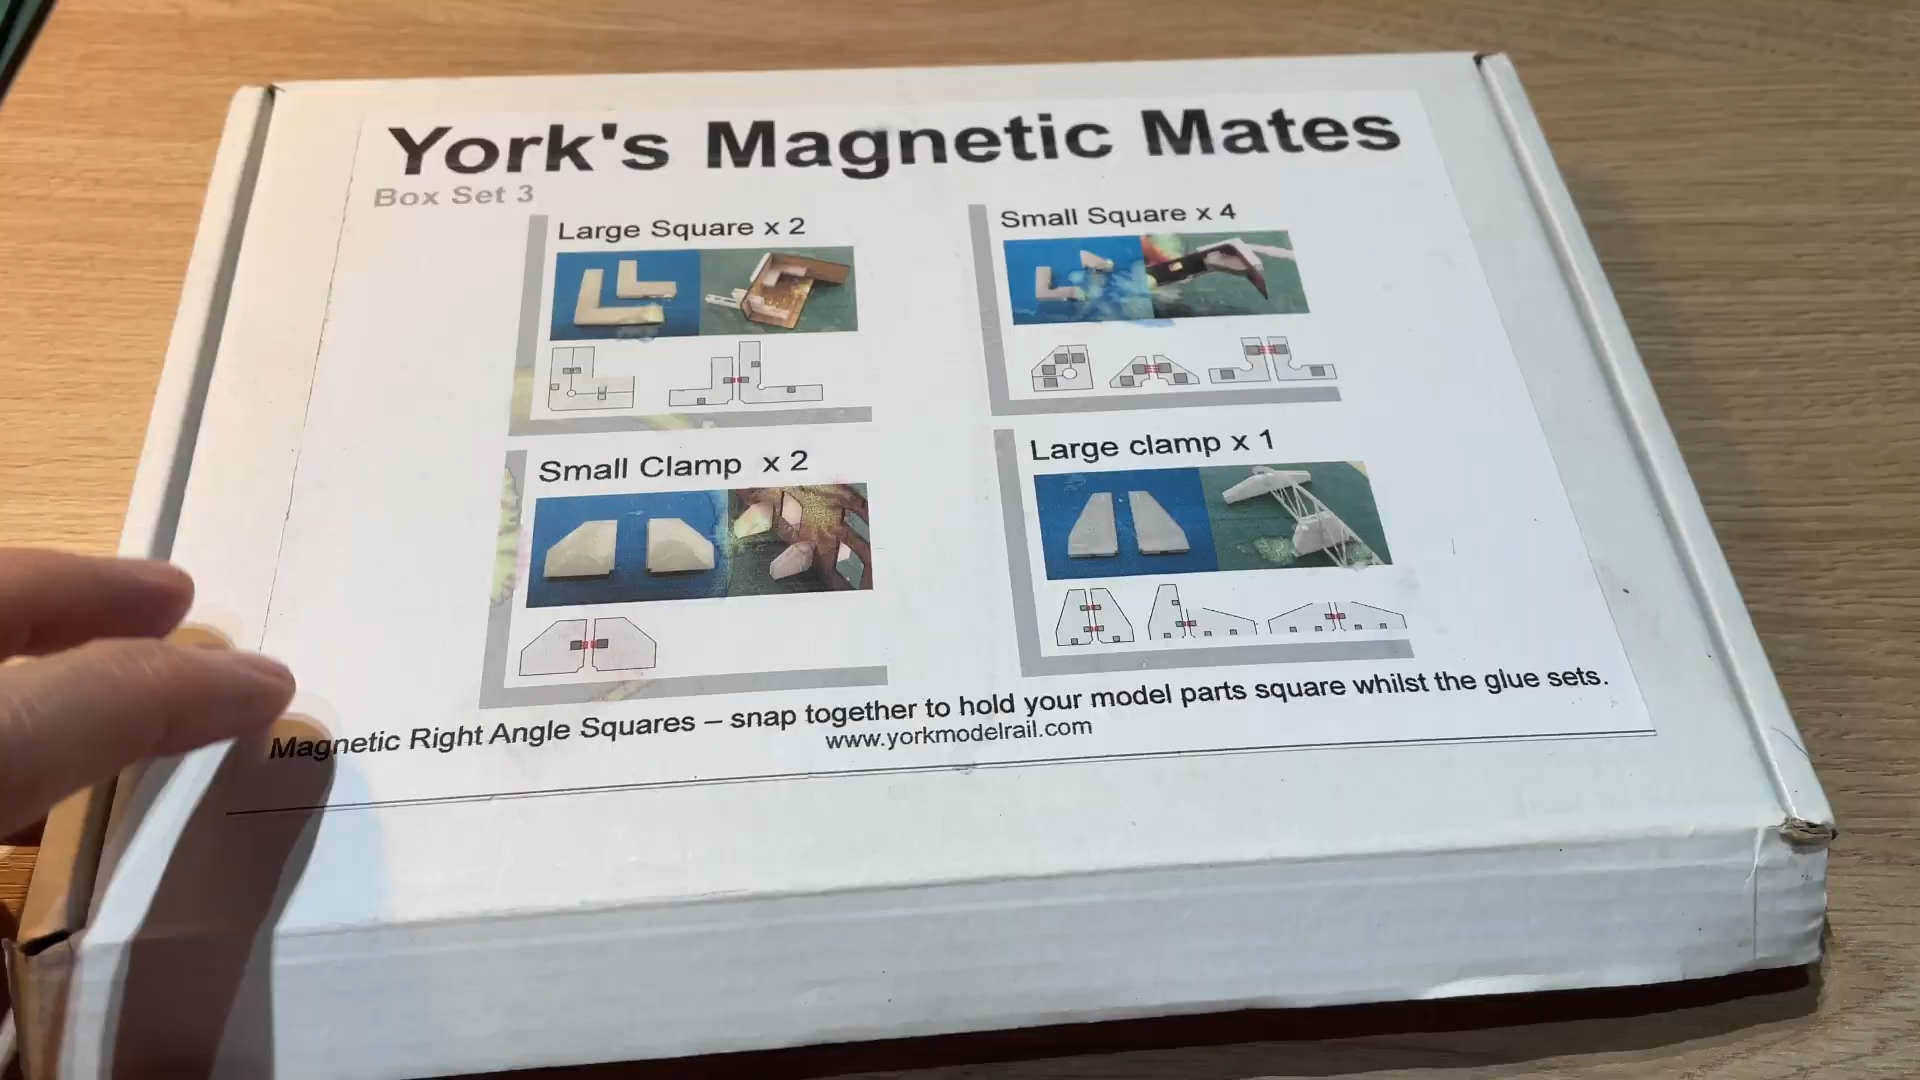 York's Magnetic Mates
Box Set 3
Large Square x 2
Small Square x 4
Small Clamp x 2
Large clamp x 1
Magnetic Right Angle Squares – snap together to hold your model parts square whilst the glue sets.
www.yorkmodelrail.com